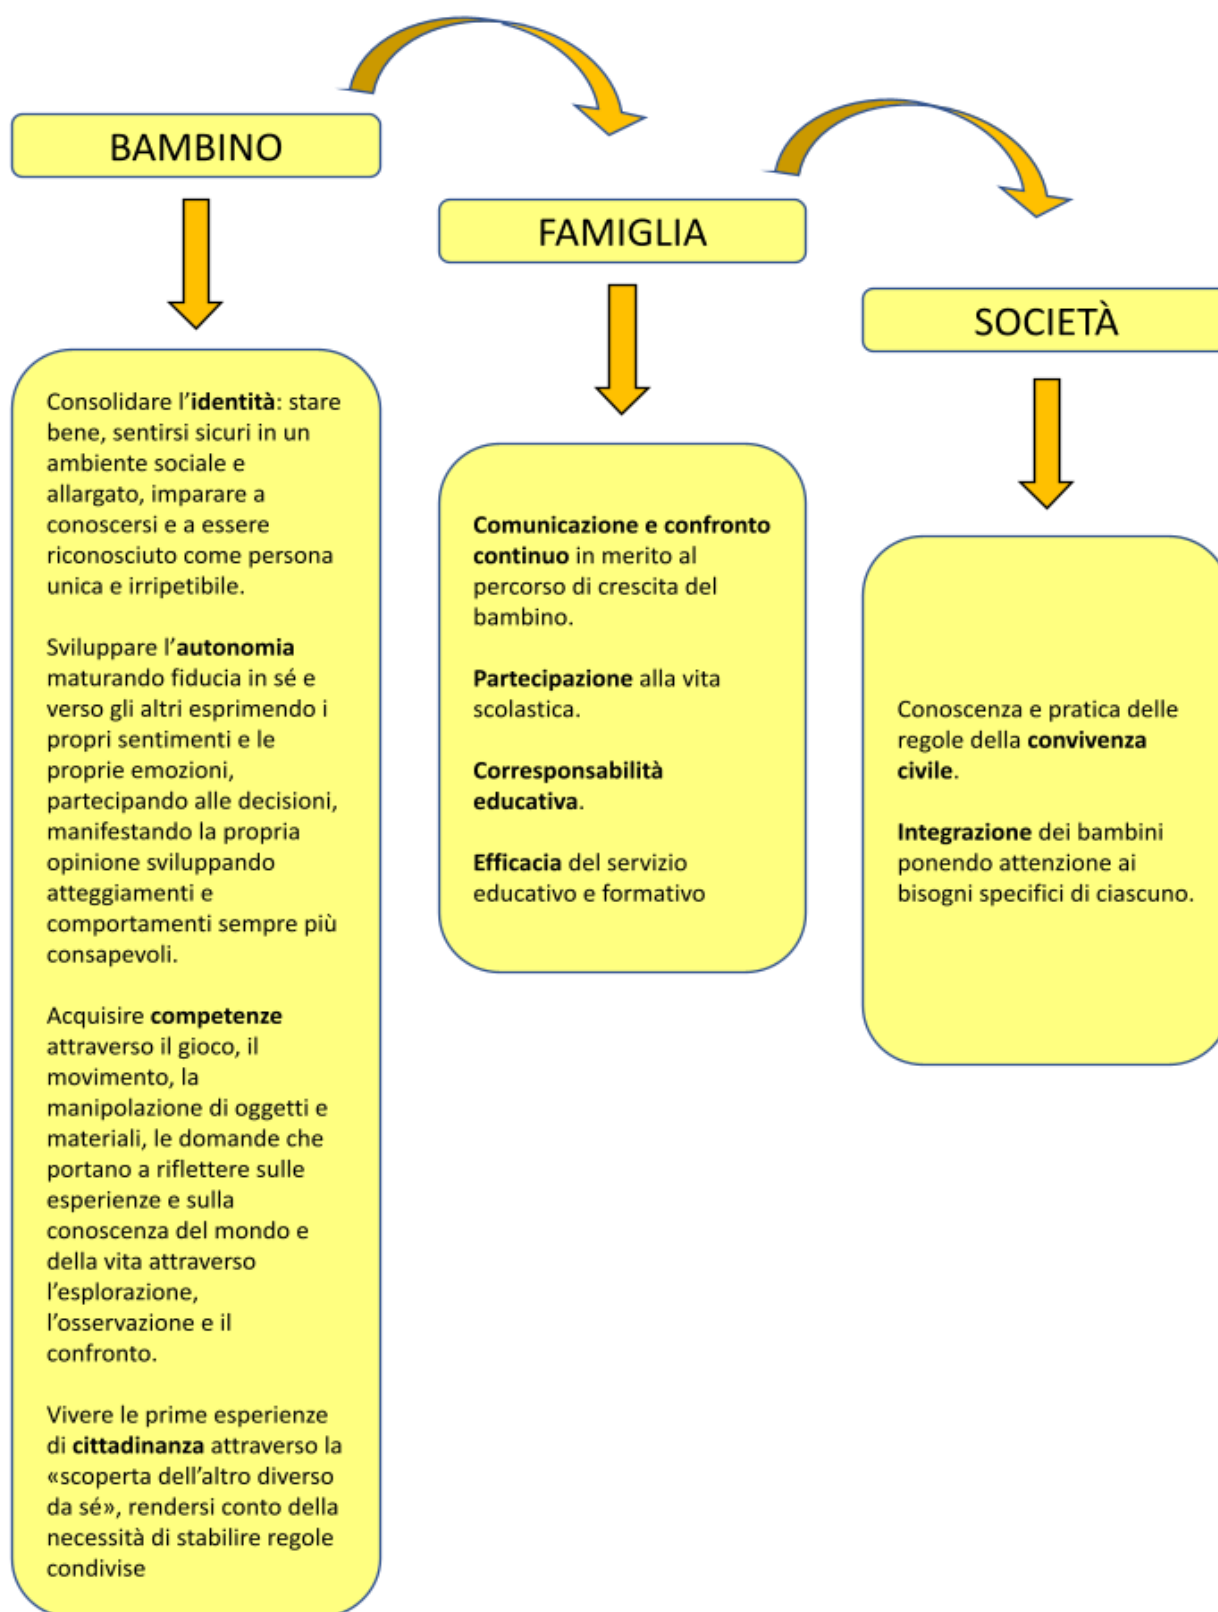 BAMBINO
Consolidare l’identità: stare
bene, sentirsi sicuri in un
ambiente sociale e
allargato, imparare a
conoscersi e a essere
riconosciuto come persona
unica e irripetibile.
Sviluppare l’autonomia
maturando fiducia in sé e
verso gli altri esprimendo i
propri sentimenti e le
proprie emozioni,
partecipando alle decisioni,
manifestando la propria
opinione sviluppando
atteggiamenti e
comportamenti sempre più
consapevoli.
Acquisire competenze
attraverso il gioco, il
movimento, la
manipolazione di oggetti e
materiali, le domande che
portano a riflettere sulle
esperienze e sulla
conoscenza del mondo e
della vita attraverso
l’esplorazione,
l’osservazione e il
confronto.
Vivere le prime esperienze
di cittadinanza attraverso la
«scoperta dell’altro diverso
da sé», rendersi conto della
necessità di stabilire regole
condivise
FAMIGLIA
Comunicazione e confronto
continuo in merito al
percorso di crescita del
bambino.
Partecipazione alla vita
scolastica.
Corresponsabilità
educativa.
Efficacia del servizio
educativo e formativo
SOCIETÀ
Conoscenza e pratica delle
regole della convivenza
civile.
Integrazione dei bambini
ponendo attenzione ai
bisogni specifici di ciascuno.